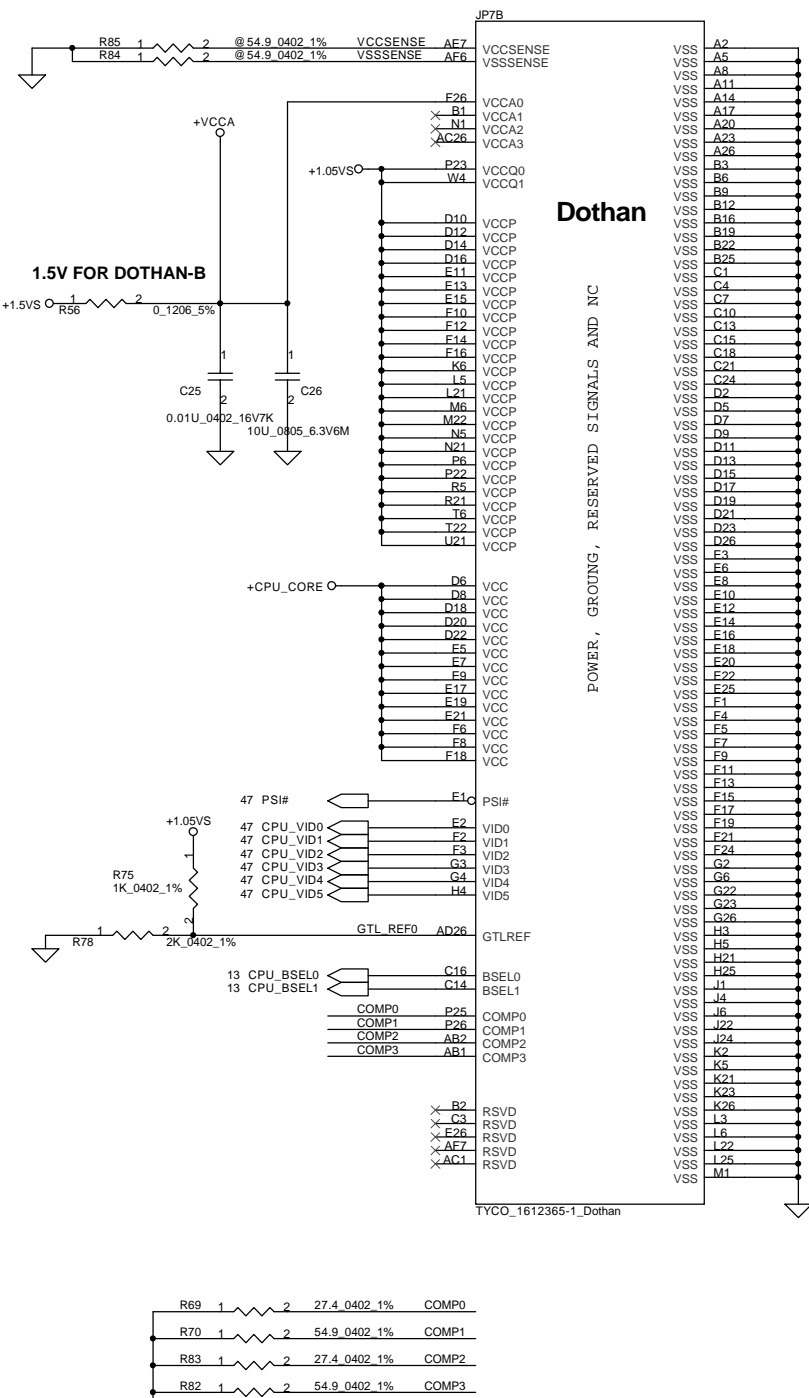 JP7B
R85 1 2 @54.9_0402_1% VCCSENSE AE7 VCCSENSE VSS A2
R84 1 2 @54.9_0402_1% VSSSENSE AF6 VSSSENSE VSS A5
VSS A8
VSS A11
F26 VCCA0 VSS A14
B1 VCCA1 VSS A17
+VCCA N1 VCCA2 VSS A20
AC26 VCCA3 VSS A23
VSS A26
+1.05VS P23 VCCQ0 VSS B3
W4 VCCQ1 VSS B6
VSS B9
Dothan VSS B12
D10 VCCP VSS B16
D12 VCCP VSS B19
D14 VCCP VSS B22
D16 VCCP VSS B25
1.5V FOR DOTHAN-B
E11 VCCP VSS C1
E13 VCCP VSS C4
+1.5VS 1 R56 2 0_1206_5% E15 VCCP VSS C7
F10 VCCP VSS C10
F12 VCCP VSS C13
F14 VCCP VSS C15
1 1 F16 VCCP VSS C18
K6 VCCP VSS C21
C25 C26 L5 VCCP VSS C24
2 2 L21 VCCP VSS D2
0.01U_0402_16V7K M6 VCCP VSS D5
10U_0805_6.3V6M M22 VCCP VSS D7
N5 VCCP VSS D9
N21 VCCP VSS D11
P6 VCCP VSS D13
P22 VCCP VSS D15
R5 VCCP VSS D17
R21 VCCP VSS D19
T6 VCCP VSS D21
T22 VCCP VSS D23
U21 VCCP VSS D26
VSS E3
VSS E6
+CPU_CORE D6 VCC VSS E8
D8 VCC VSS E10
D18 VCC VSS E12
D20 VCC VSS E14
D22 VCC VSS E16
E5 VCC VSS E18
E7 VCC VSS E20
E9 VCC VSS E22
E17 VCC VSS E25
E19 VCC VSS F1
E21 VCC VSS F4
F6 VCC VSS F5
F8 VCC VSS F7
F18 VCC VSS F9
POWER, GROUNG, RESERVED SIGNALS AND NC
VSS F11
VSS F13
47 PSI# E1 PSI# VSS F15
VSS F17
+1.05VS 47 CPU_VID0 E2 VID0 VSS F19
47 CPU_VID1 F2 VID1 VSS F21
47 CPU_VID2 F3 VID2 VSS F24
47 CPU_VID3 G3 VID3 VSS G2
47 CPU_VID4 G4 VID4 VSS G6
47 CPU_VID5 H4 VID5 VSS G22
R75 1
1K_0402_1%
2
VSS G23
VSS G26
R78 1 2 2K_0402_1% GTL_REF0 AD26 GTLREF VSS H3
VSS H5
VSS H21
13 CPU_BSEL0 C16 BSEL0 VSS H25
13 CPU_BSEL1 C14 BSEL1 VSS J1
VSS J4
COMP0 P25 COMP0 VSS J6
COMP1 P26 COMP1 VSS J22
COMP2 AB2 COMP2 VSS J24
COMP3 AB1 COMP3 VSS K2
VSS K5
VSS K21
VSS K23
B2 RSVD VSS K26
C3 RSVD VSS L3
E26 RSVD VSS L6
AF7 RSVD VSS L22
AC1 RSVD VSS L25
VSS M1
TYCO_1612365-1_Dothan
R69 1 2 27.4_0402_1% COMP0
R70 1 2 54.9_0402_1% COMP1
R83 1 2 27.4_0402_1% COMP2
R82 1 2 54.9_0402_1% COMP3